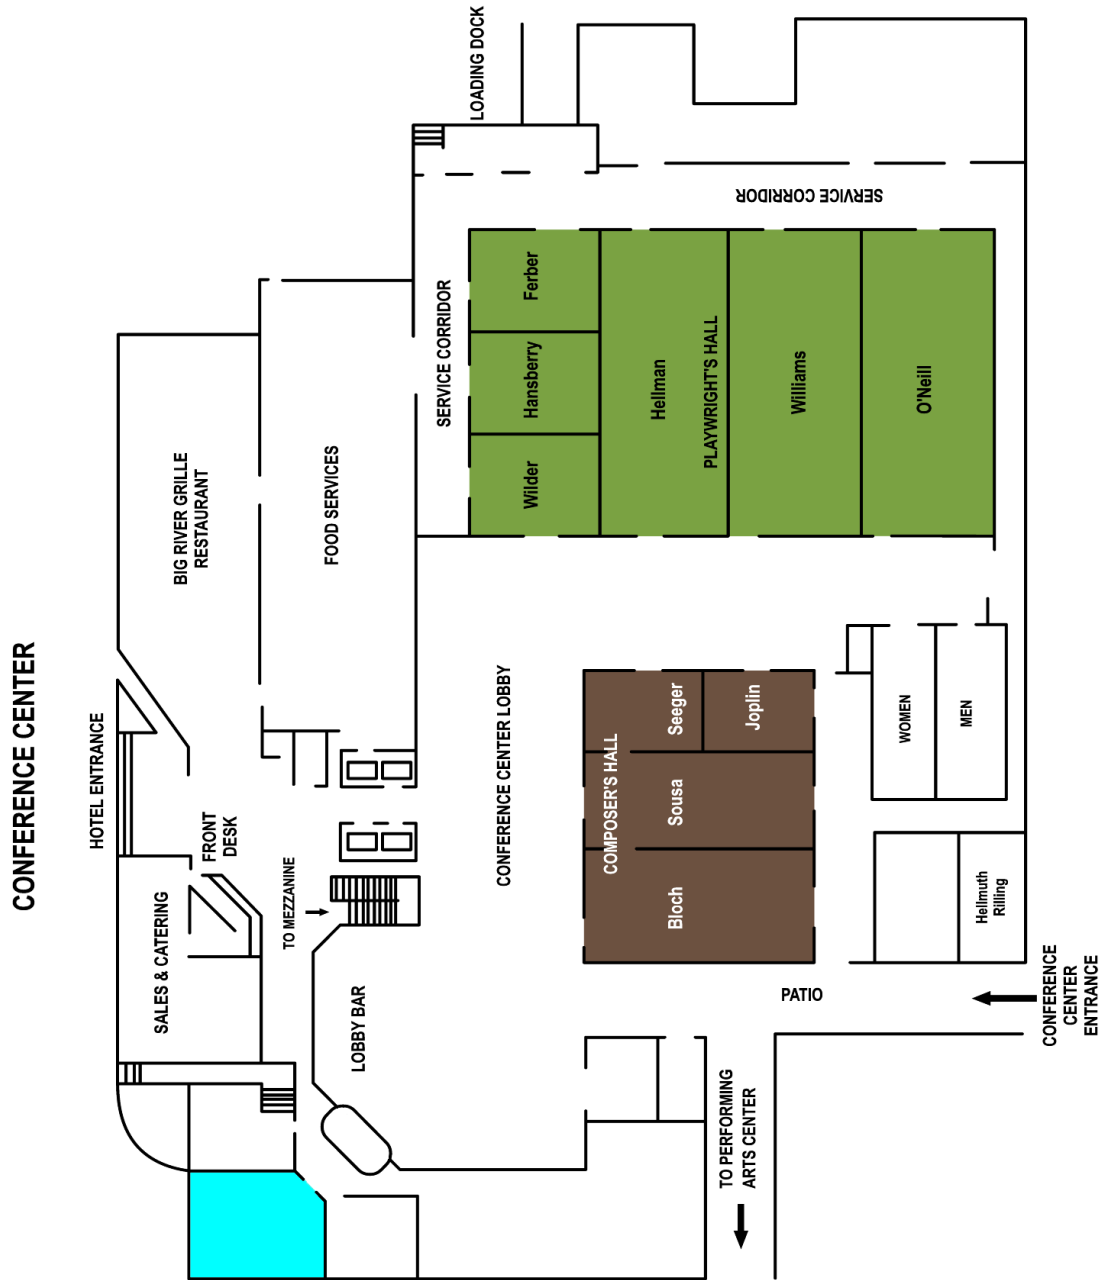 CONFERENCE CENTER
HOTEL ENTRANCE
BIG RIVER GRILLE
RESTAURANT
FOOD SERVICES
FRONT
DESK
SALES & CATERING
TO MEZZANINE
LOBBY BAR
LOADING DOCK
SERVICE CORRIDOR
SERVICE CORRIDOR
Ferber
Hansberry
Wilder
Hellman
PLAYWRIGHT'S HALL
Williams
O'Neill
CONFERENCE CENTER LOBBY
COMPOSER'S HALL
Seeger
Joplin
Sousa
Bloch
WOMEN
MEN
Hellmuth
Rilling
PATIO
CONFERENCE
CENTER
ENTRANCE
TO PERFORMING
ARTS CENTER